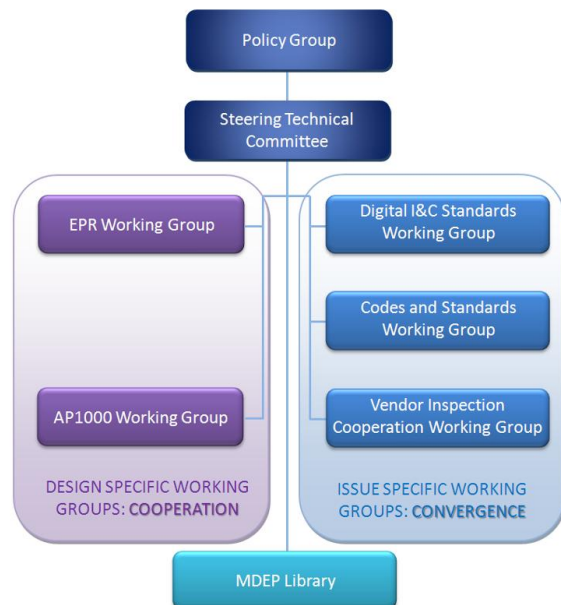 Policy Group
Steering Technical
Committee
EPR Working Group
AP1000 Working Group
DESIGN SPECIFIC WORKING
GROUPS: COOPERATION
Digital I&C Standards
Working Group
Codes and Standards
Working Group
Vendor Inspection
Cooperation Working Group
ISSUE SPECIFIC WORKING
GROUPS: CONVERGENCE
MDEP Library